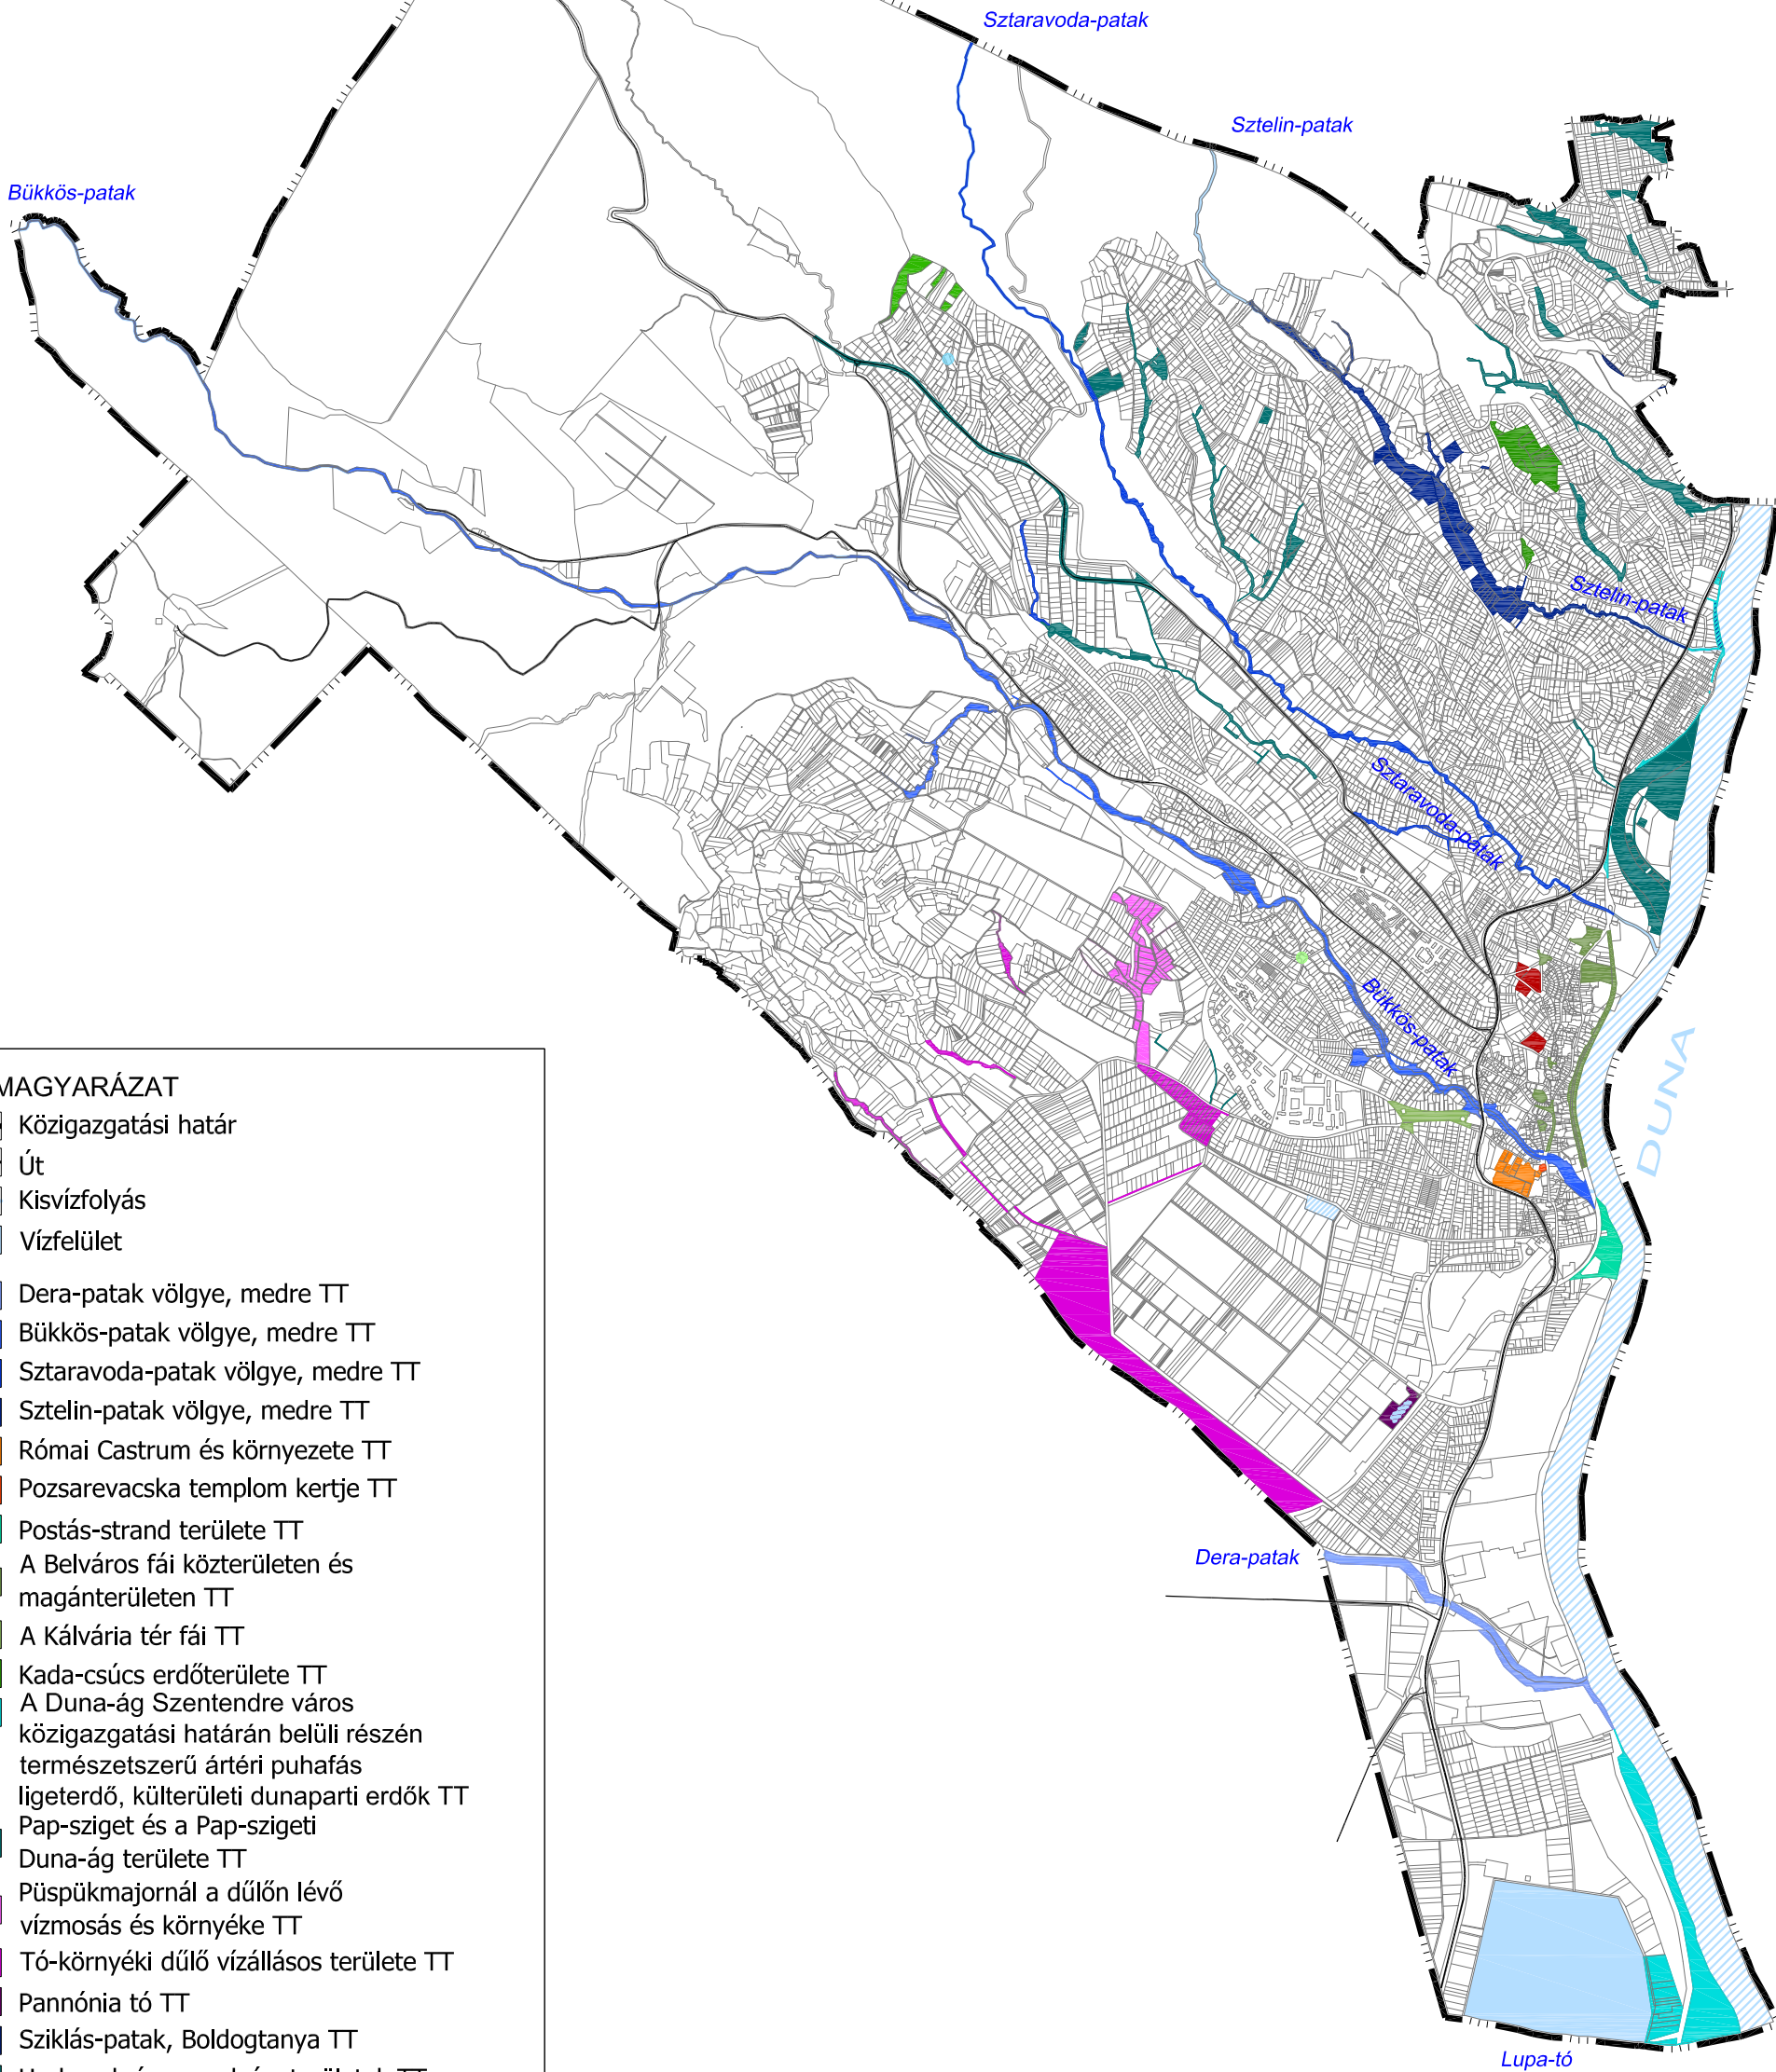 Sztaravoda-patak
Sztelin-patak
Bükkös-patak
Sztelin-patak
Sztaravoda-patak
Bükkös-patak
DUNA
MAGYARÁZAT
Közigazgatási határ
Út
Kisvízfolyás
Vízfelület
Dera-patak völgye, medre TT
Bükkös-patak völgye, medre TT
Sztaravoda-patak völgye, medre TT
Sztelin-patak völgye, medre TT
Római Castrum és környezete TT
Pozsarevacska templom kertje TT
Postás-strand területe TT
A Belváros fái közterületen és
magánterületen TT
A Kálvária tér fái TT
Kada-csúcs erdőterülete TT
A Duna-ág Szentendre város
közigazgatási határán belüli részén
természetszerű ártéri puhafás
ligeterdő, külterületi dunaparti erdők TT
Pap-sziget és a Pap-szigeti
Duna-ág területe TT
Püspükmajornál a dűlőn lévő
vízmosás és környéke TT
Tó-környéki dűlő vízállásos területe TT
Pannónia tó TT
Sziklás-patak, Boldogtanya TT
Dera-patak
Lupa-tó